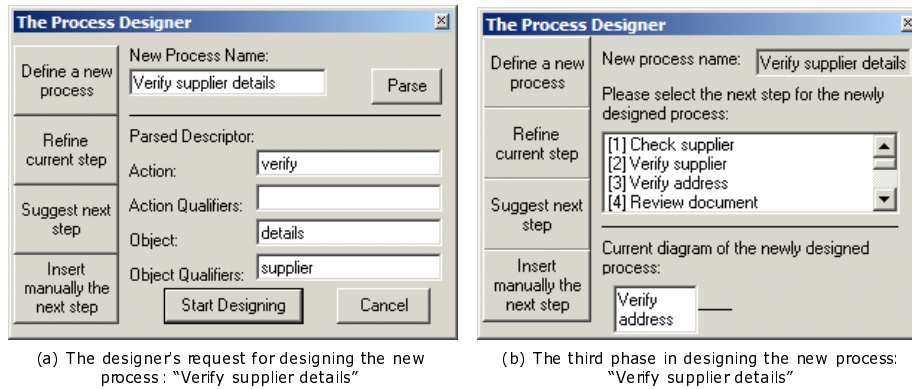 The Process Designer
Define a new
process
Refine
current step
Suggest next
step
Insert
manually the
next step
New Process Name:
Verify supplier details
Parse
Parsed Descriptor:
Action:
verify
Action Qualifiers:
Object:
details
Object Qualifiers:
supplier
Start Designing
Cancel
(a) The designer's request for designing the new
process: "Verify supplier details"
The Process Designer
Define a new
process
Refine
current step
Suggest next
step
Insert
manually the
next step
New process name:
Verify supplier details
Please select the next step for the newly
designed process:
[1] Check supplier
[2] Verify supplier
[3] Verify address
[4] Review document
Current diagram of the newly designed
process:
Verify
address
(b) The third phase in designing the new process:
"Verify supplier details"